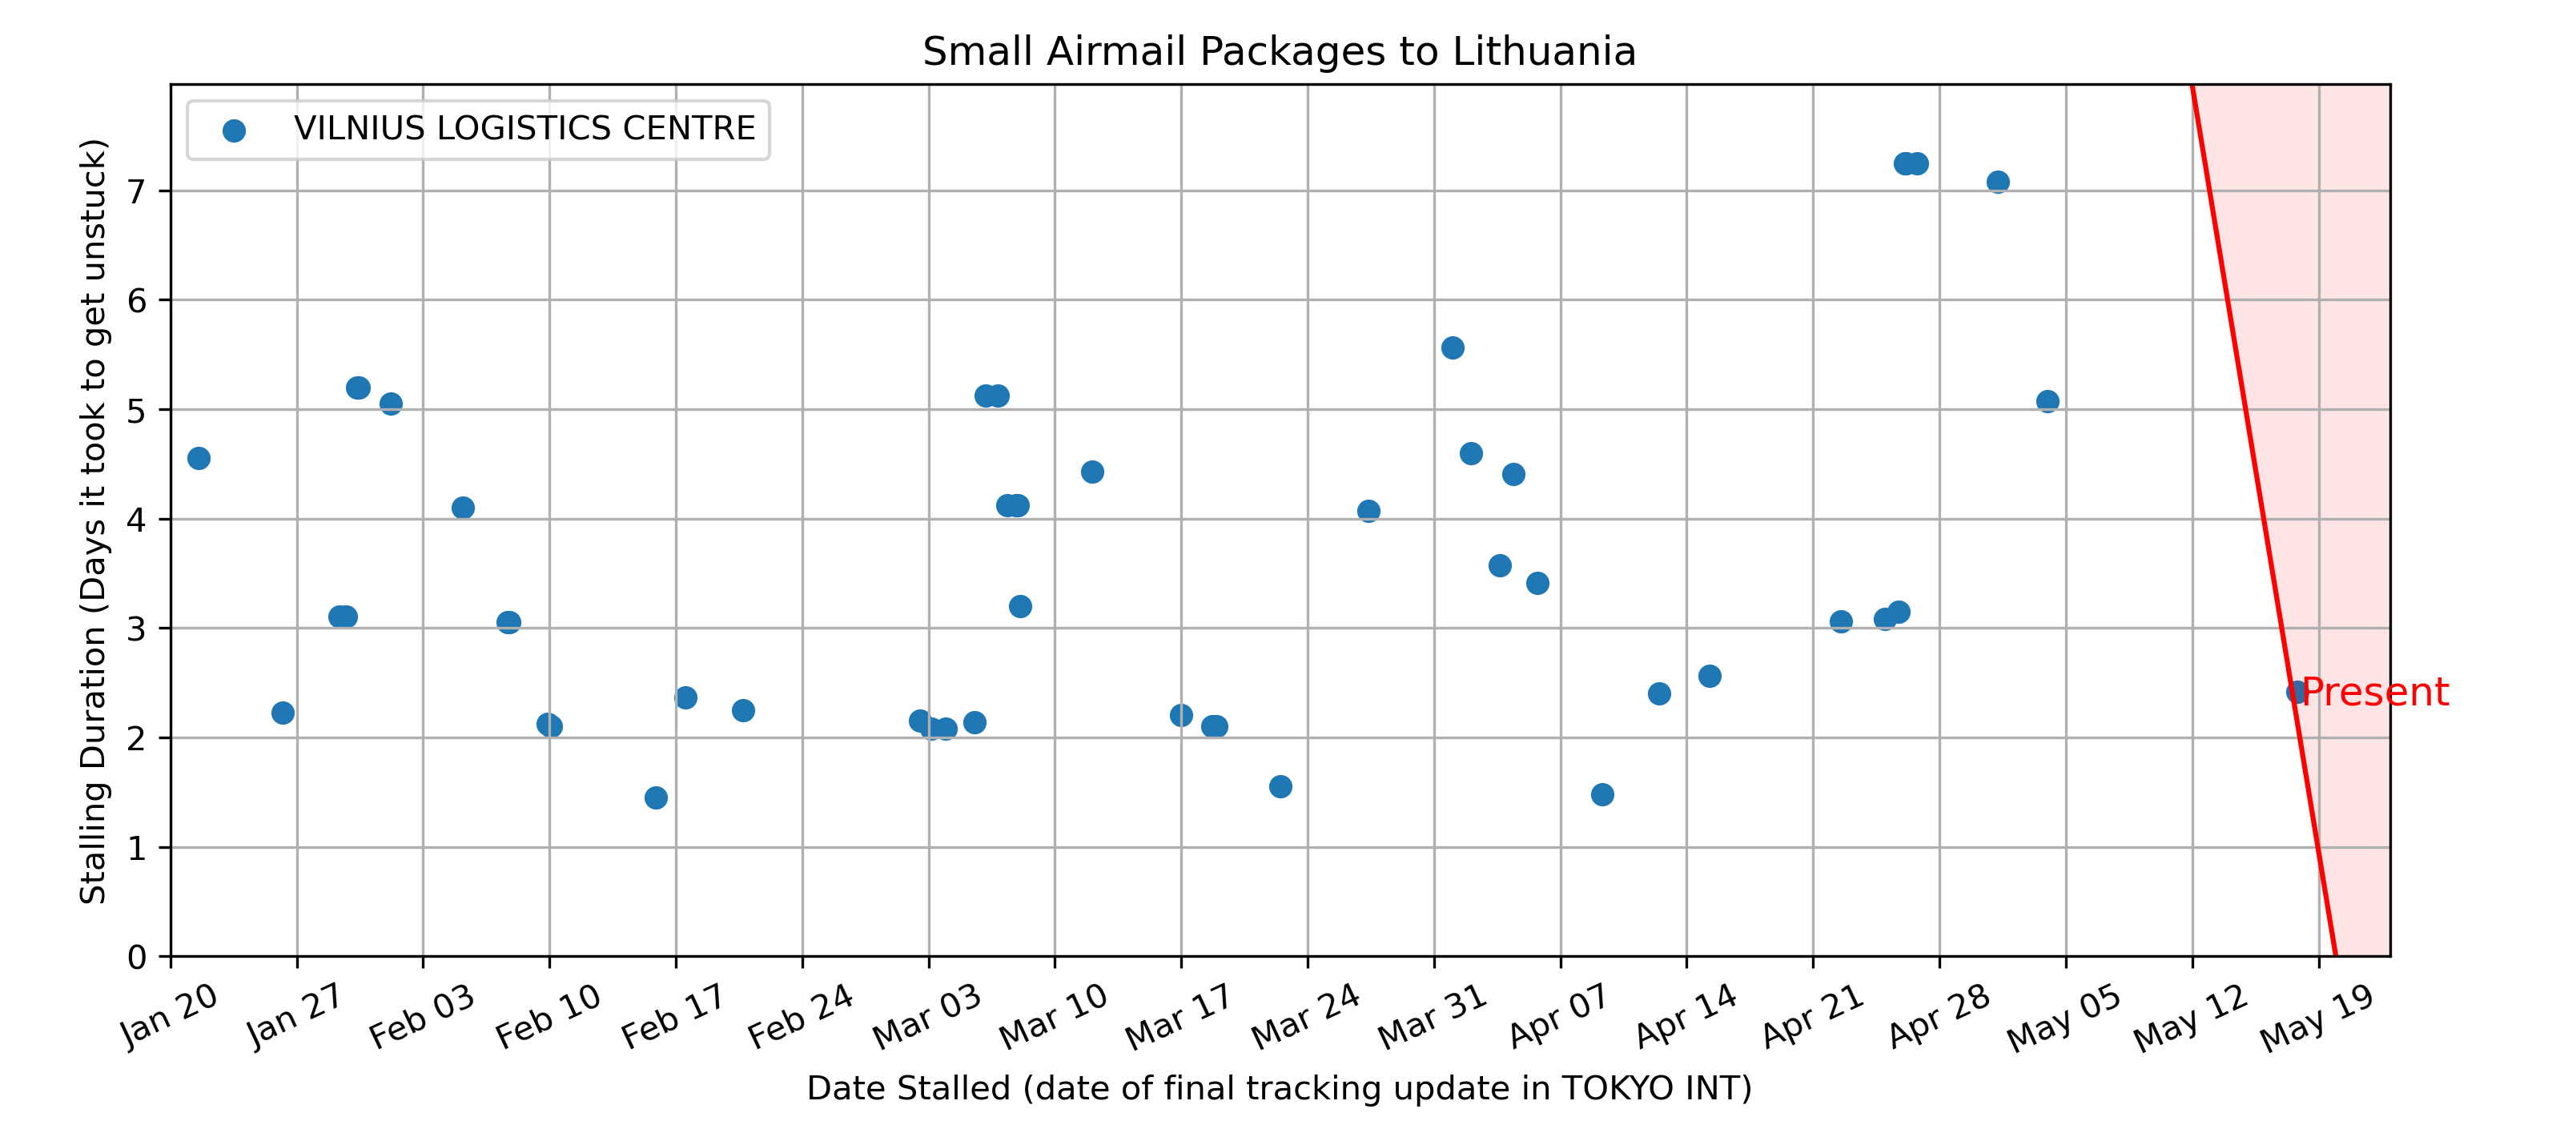 Small Airmail Packages to Lithuania
VILNIUS LOGISTICS CENTRE
Stalling Duration (Days it took to get unstuck)
7
6
5
4
3
2
1
0
Present
Jan 20
Jan 27
Feb 03
Feb 10
Feb 17
Feb 24
Mar 03
Mar 10
Mar 17
Mar 24
Mar 31
Apr 07
Apr 14
Apr 21
Apr 28
May 05
May 12
May 19
Date Stalled (date of final tracking update in TOKYO INT)